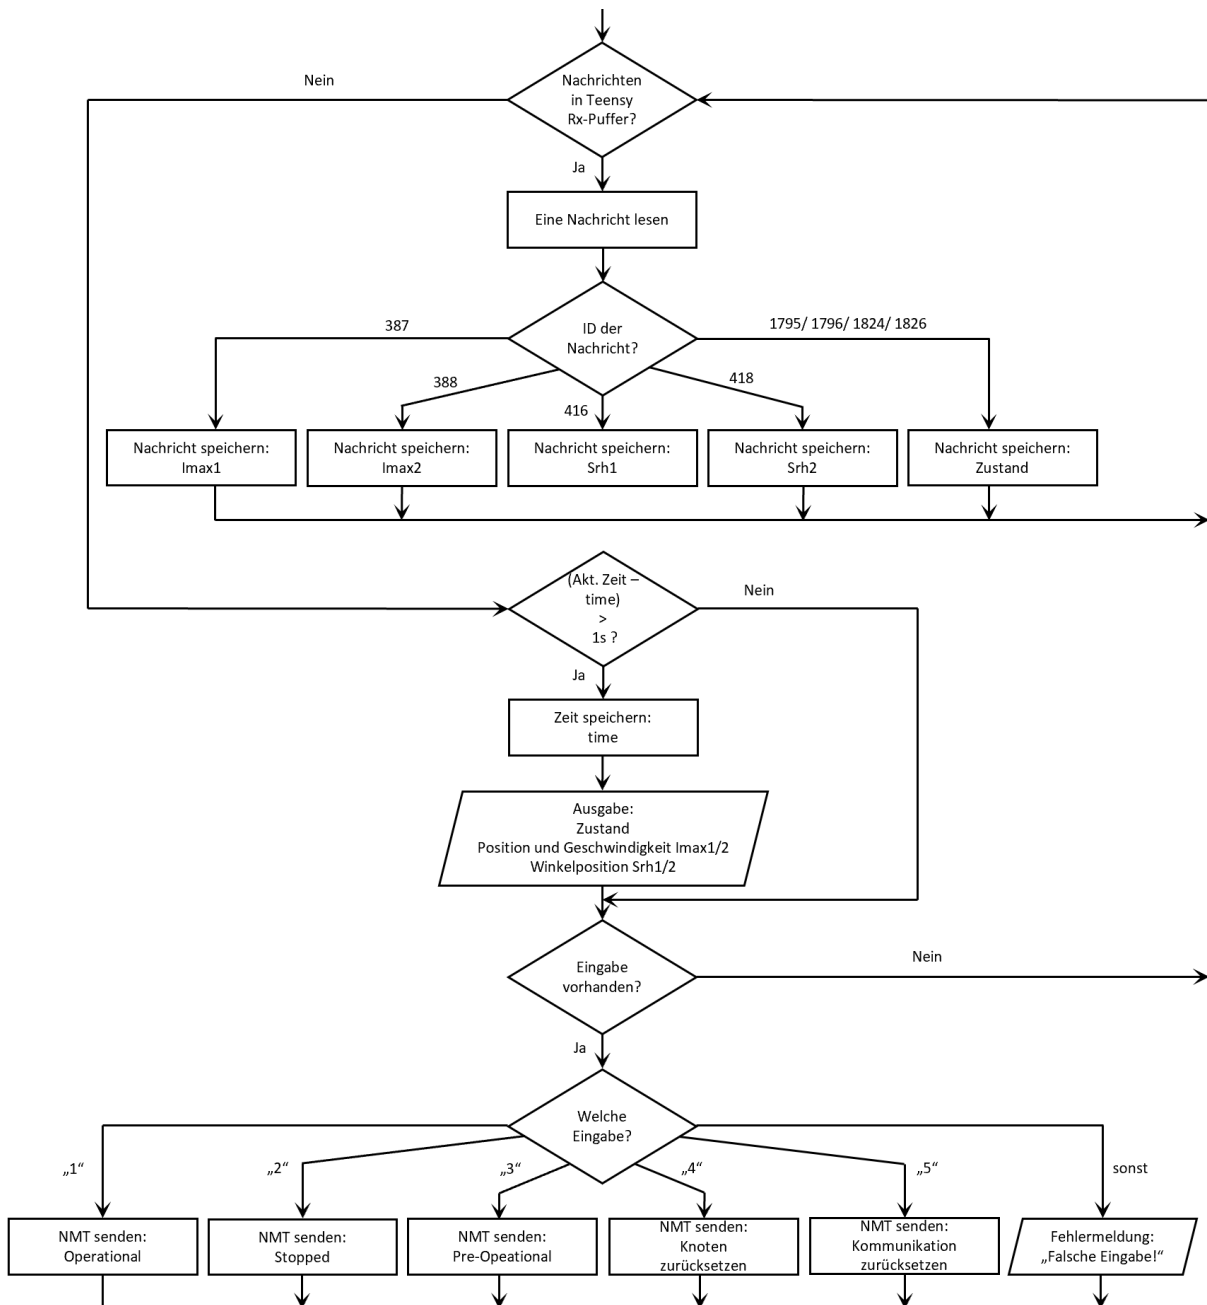 Nein
Nachrichten
in Teensy
Rx-Puffer?
Ja
Eine Nachricht lesen
387
ID der
Nachricht?
1795/ 1796/ 1824/ 1826
388
416
418
Nachricht speichern:
Imax1
Nachricht speichern:
Imax2
Nachricht speichern:
Srh1
Nachricht speichern:
Srh2
Nachricht speichern:
Zustand
(Akt. Zeit –
time)
>
1s ?
Nein
Ja
Zeit speichern:
time
Ausgabe:
Zustand
Position und Geschwindigkeit Imax1/2
Winkelposition Srh1/2
Eingabe
vorhanden?
Nein
Ja
Welche
Eingabe?
„1“
„2“
„3“
„4“
„5“
sonst
NMT senden:
Operational
NMT senden:
Stopped
NMT senden:
Pre-Opeational
NMT senden:
Knoten
zurücksetzen
NMT senden:
Kommunikation
zurücksetzen
Fehlermeldung:
„Falsche Eingabe!“